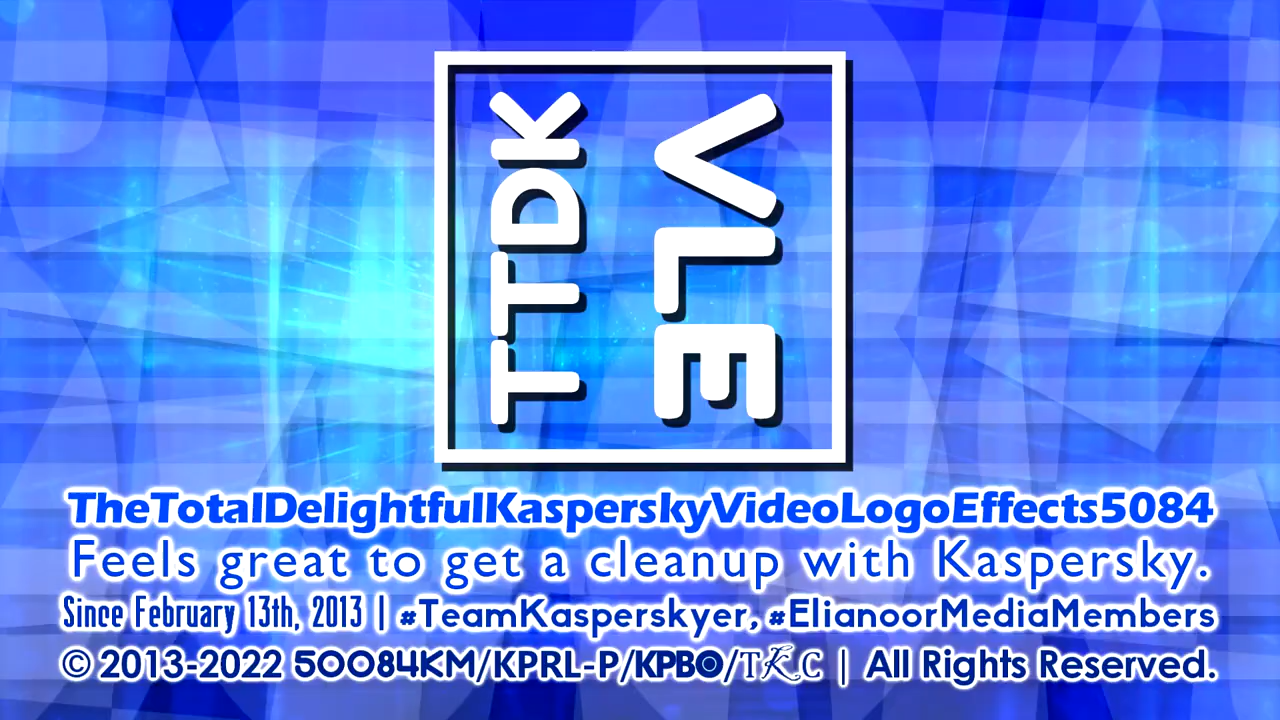 TTDK
VLE
TheTotalDelightfulKasperskyVideoLogoEffects5084
Feels great to get a cleanup with Kaspersky.
Since February 13th, 2013 | #TeamKasperskyer, #ElianoorMediaMembers
© 2013-2022 50084KM/KPRL-P/KPBO/TKC | All Rights Reserved.